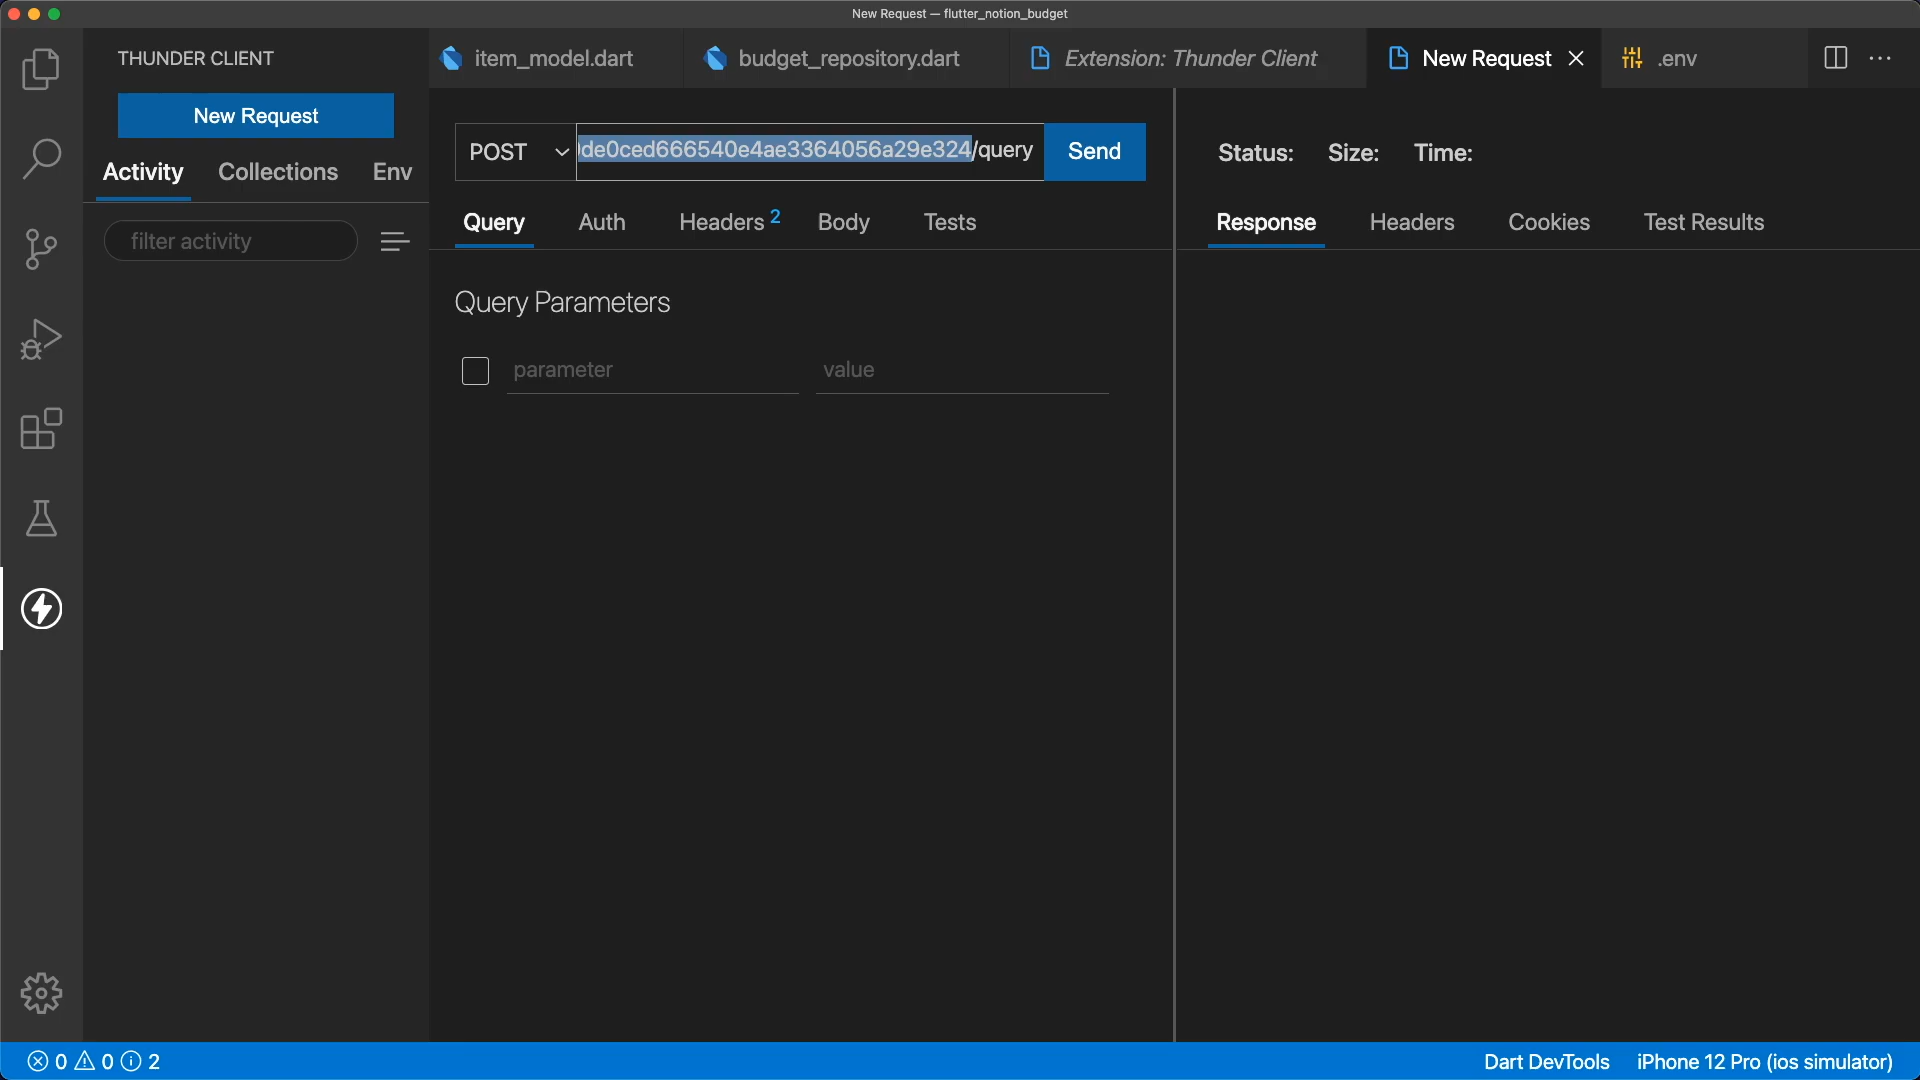 New Request — flutter_notion_budget
THUNDER CLIENT
item_model.dart
budget_repository.dart
Extension: Thunder Client
New Request
.env
New Request
POST
de0ced666540e4ae3364056a29e324/query
Send
Status:
Size:
Time:
Activity
Collections
Env
Query
Auth
Headers 2
Body
Tests
Response
Headers
Cookies
Test Results
filter activity
Query Parameters
parameter
value
0
0
2
Dart DevTools
iPhone 12 Pro (ios simulator)